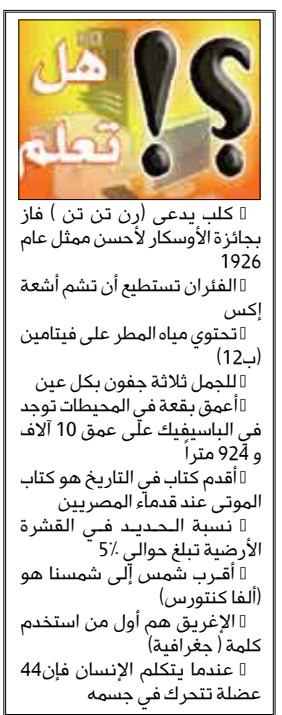 هل
تعلم
؟!
▯ كلب يدعى (رن تن تن ) فاز
بجائزة الأوسكار لأحسن ممثل عام
1926
▯ الفئران تستطيع أن تشم أشعة
إكس
▯ تحتوي مياه المطر على فيتامين
(ب12)
▯ للجمل ثلاثة جفون بكل عين
▯ أعمق بقعة في المحيطات توجد
في الباسيفيك على عمق 10 آلاف
و 924 متراً
▯ أقدم كتاب في التاريخ هو كتاب
الموتى عند قدماء المصريين
▯ نسبة الـحـديـد فـي القشرة
الأرضية تبلغ حوالي 5٪
▯ أقـرب شمس إلى شمسنا هو
(ألفا كنتورس)
▯ الإغريق هم أول من استخدم
كلمة ( جغرافية)
▯ عندما يتكلم الإنسان فإن44
عضلة تتحرك في جسمه